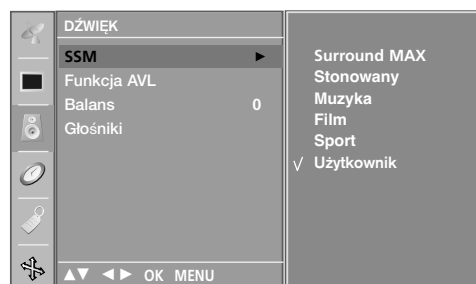 DŹWIĘK
SSM ►
Funkcja AVL
Balans 0
Głośniki
▲▼ ◄► OK MENU
Surround MAX
Stonowany
Muzyka
Film
Sport
√ Użytkownik